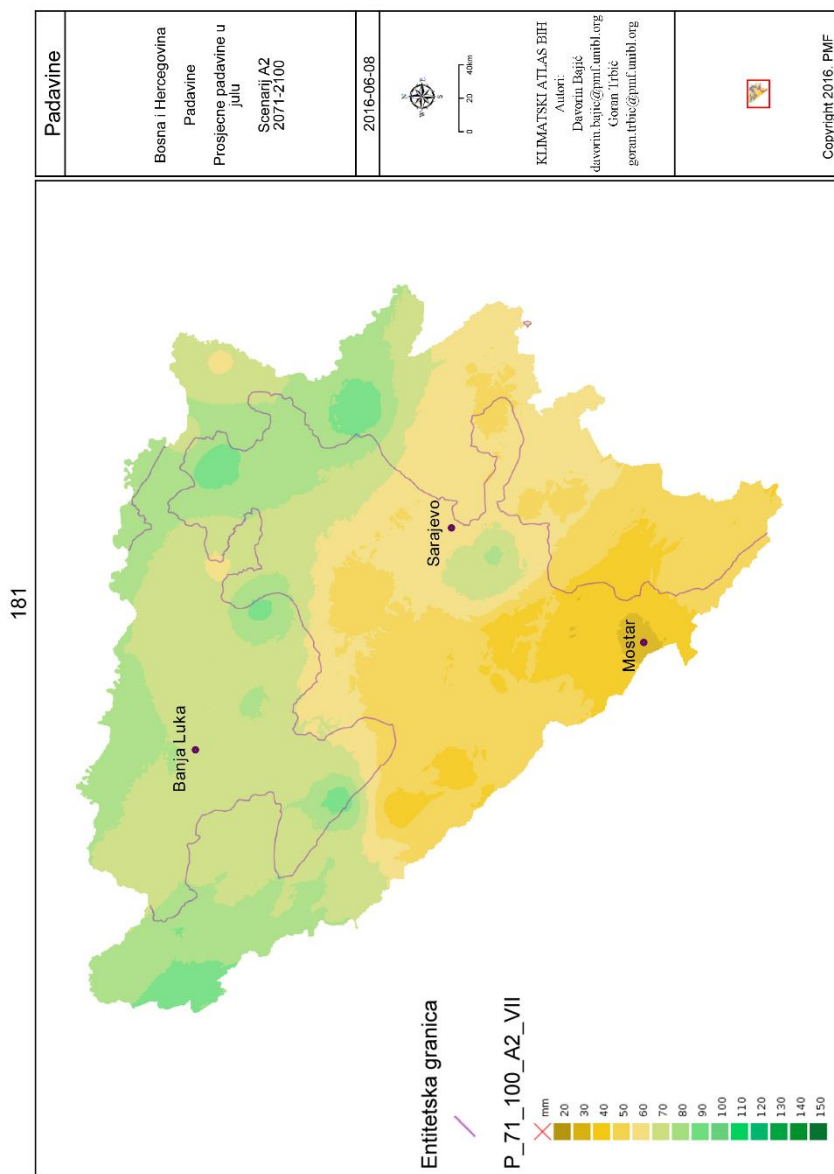 181
Padavine
Bosna i Hercegovina
Padavine
Prosjecne padavine u
julu
Scenarij A2
2071-2100
2016-06-08
N
W
E
S
0 20 40km
KLIMATSKI ATLAS BIH
Autori:
Davorin Bajić
davorin.bajic@pmf.unibl.org
Goran Trbić
goran.trbic@pmf.unibl.org
Copyright 2016. PMF
Banja Luka
Sarajevo
Mostar
Entitetska granica
P_71_100_A2_VII
mm
20
30
40
50
60
70
80
90
100
110
120
130
140
150